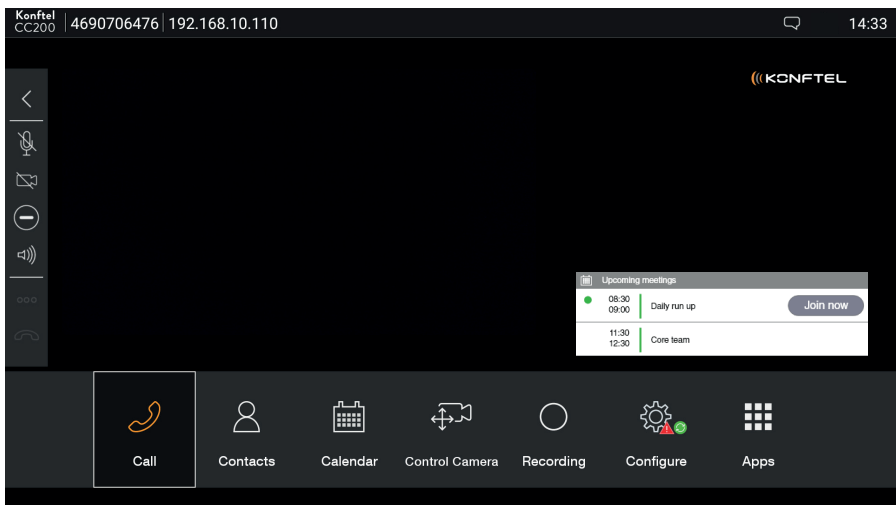 Konftel
CC200 4690706476 192.168.10.110 14:33
KONFTEL
Upcoming meetings
08:30
09:00 Daily run up Join now
11:30
12:30 Core team
Call Contacts Calendar Control Camera Recording Configure Apps